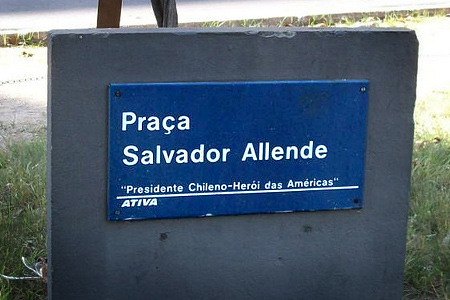 Praça
Salvador Allende
"Presidente Chileno-Herói das Américas"
ATIVA